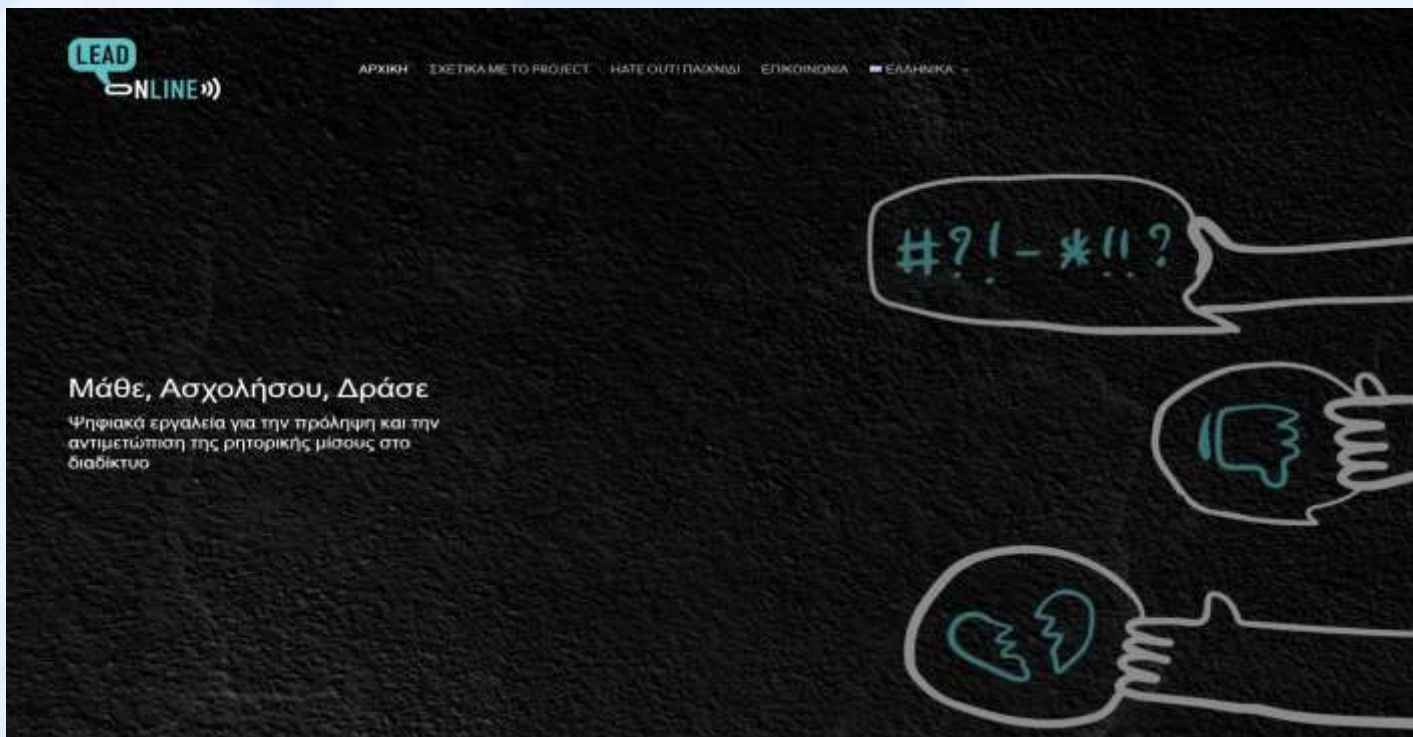 LEAD
ONLINE
ΑΡΧΙΚΗ ΣΧΕΤΙΚΑ ΜΕ ΤΟ PROJECT HATE OUT! ΠΑΙΧΝΙΔΙ ΕΠΙΚΟΙΝΩΝΙΑ ΕΛΛΗΝΙΚΑ
#?!-*!!?
Μάθε, Ασχολήσου, Δράσε
Ψηφιακά εργαλεία για την πρόληψη και την
αντιμετώπιση της ρητορικής μίσους στο
διαδίκτυο